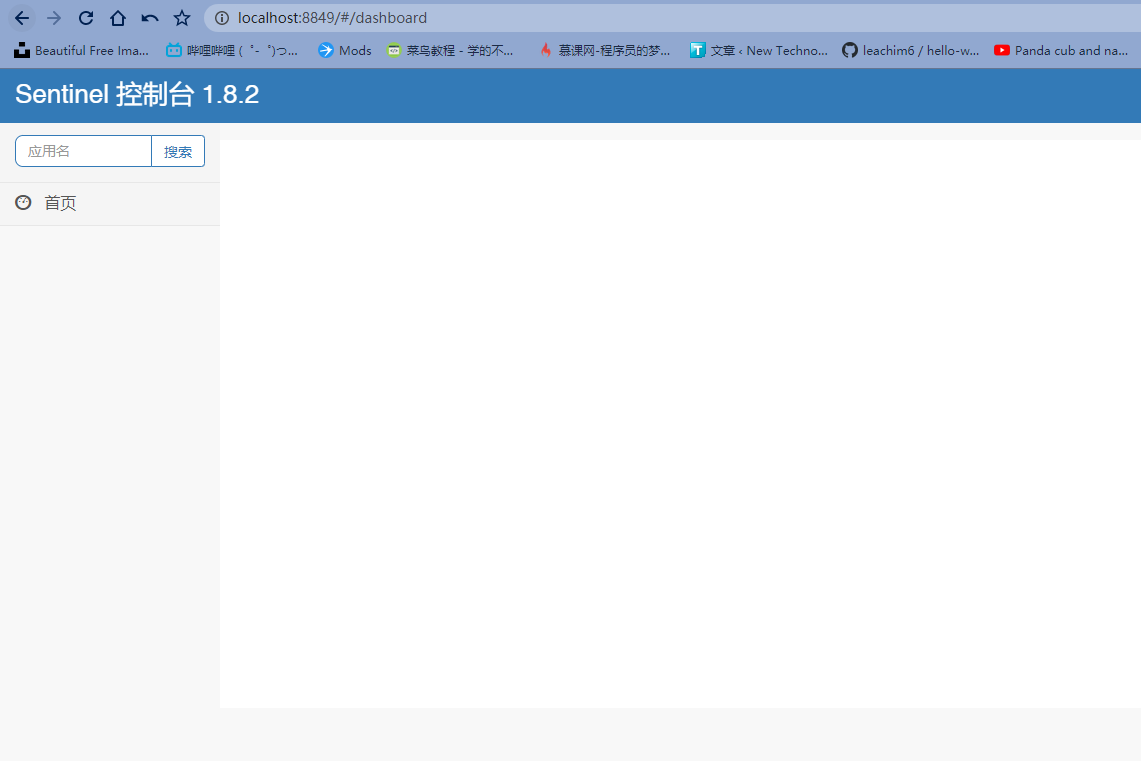 localhost:8849/#/dashboard
Beautiful Free Ima... 哔哩哔哩 (゜-゜)つ... Mods 菜鸟教程 - 学的不... 慕课网-程序员的梦... T 文章 ‹ New Techno... leachim6 / hello-w... Panda cub and na...
Sentinel 控制台 1.8.2
应用名 搜索
首页